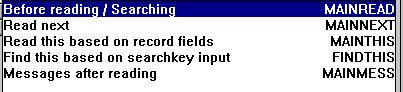 Before reading / Searching MAINREAD
Read next MAINNEXT
Read this based on record fields MAINTHIS
Find this based on searchkey input FINDTHIS
Messages after reading MAINMESS